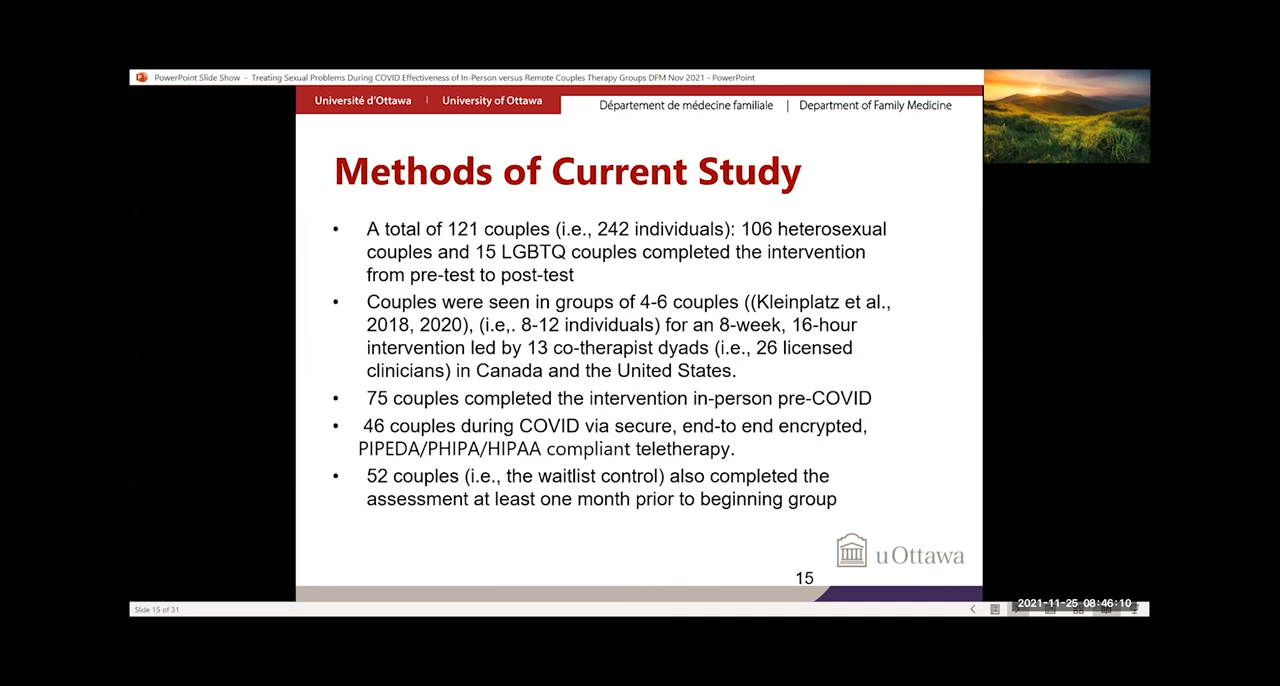 PowerPoint Slide Show - Treating Sexual Problems During COVID Effectiveness of In-Person versus Remote Couples Therapy Groups DFM Nov 2021 - PowerPoint
Université d'Ottawa | University of Ottawa
Département de médecine familiale | Department of Family Medicine
Methods of Current Study
• A total of 121 couples (i.e., 242 individuals): 106 heterosexual
couples and 15 LGBTQ couples completed the intervention
from pre-test to post-test
• Couples were seen in groups of 4-6 couples ((Kleinplatz et al.,
2018, 2020), (i.e,. 8-12 individuals) for an 8-week, 16-hour
intervention led by 13 co-therapist dyads (i.e., 26 licensed
clinicians) in Canada and the United States.
• 75 couples completed the intervention in-person pre-COVID
• 46 couples during COVID via secure, end-to end encrypted,
PIPEDA/PHIPA/HIPAA compliant teletherapy.
• 52 couples (i.e., the waitlist control) also completed the
assessment at least one month prior to beginning group
uOttawa
15
Slide 15 of 31
2021-11-25 08:46:10